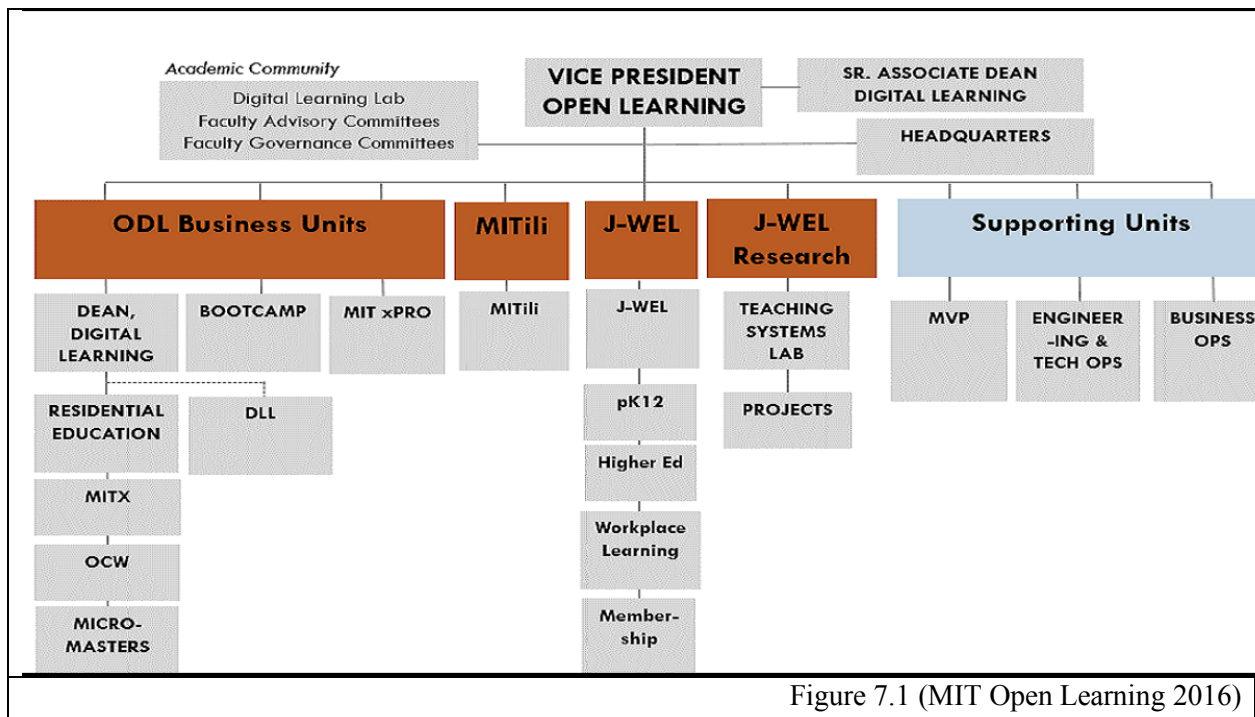 Academic Community
Digital Learning Lab
Faculty Advisory Committees
Faculty Governance Committees
VICE PRESIDENT
OPEN LEARNING
SR. ASSOCIATE DEAN
DIGITAL LEARNING
HEADQUARTERS
ODL Business Units
MITili
J-WEL
J-WEL
Research
Supporting Units
DEAN,
DIGITAL
LEARNING
BOOTCAMP
MIT xPRO
MITili
J-WEL
TEACHING
SYSTEMS
LAB
MVP
ENGINEER
-ING &
TECH OPS
BUSINESS
OPS
RESIDENTIAL
EDUCATION
DLL
pK12
PROJECTS
Higher Ed
MITX
Workplace
Learning
OCW
Member-
ship
MICRO-
MASTERS
Figure 7.1 (MIT Open Learning 2016)